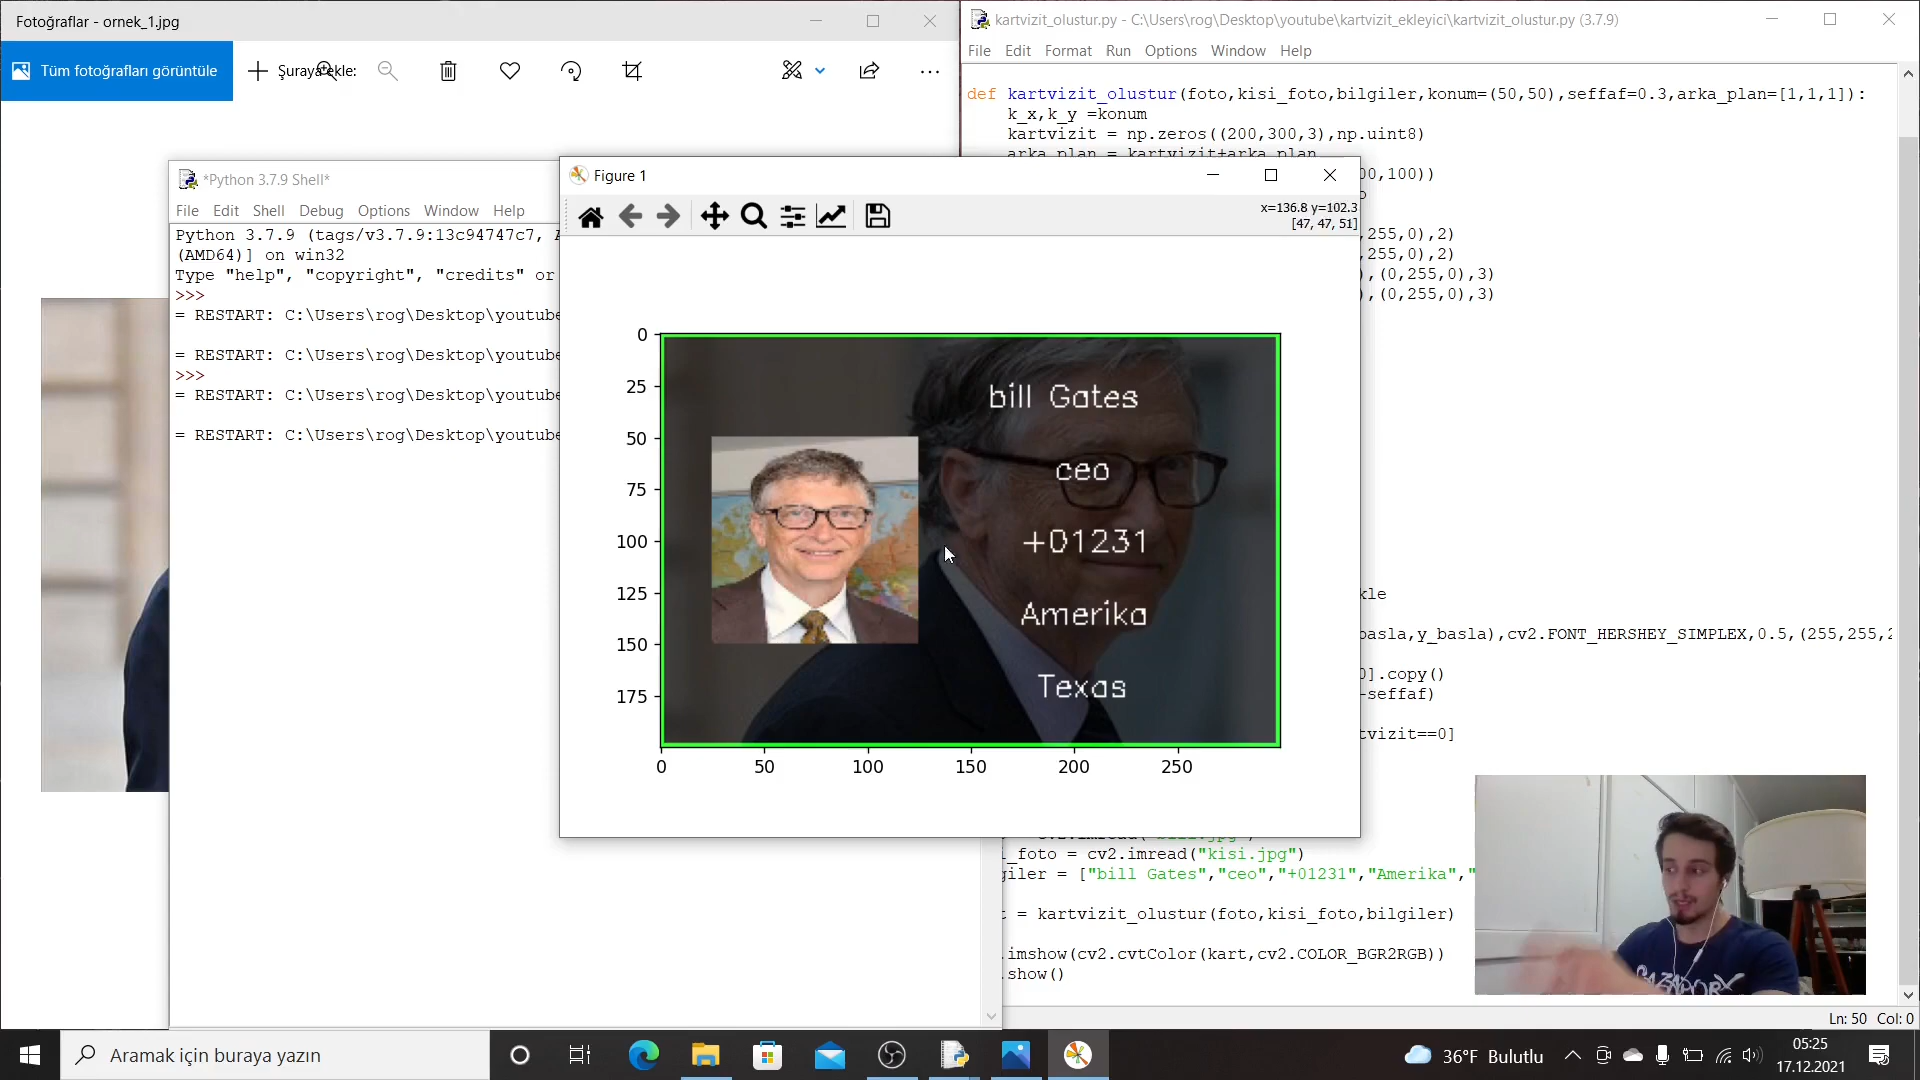 Fotoğraflar - ornek_1.jpg
Tüm fotoğrafları görüntüle
Şuraya ekle:
kartvizit_olustur.py - C:\Users\rog\Desktop\youtube\kartvizit_ekleyici\kartvizit_olustur.py (3.7.9)
File Edit Format Run Options Window Help
def kartvizit_olustur(foto,kisi_foto,bilgiler,konum=(50,50),seffaf=0.3,arka_plan=[1,1,1]):
k_x,k_y =konum
kartvizit = np.zeros((200,300,3),np.uint8)
arka_plan = kartvizit+arka_plan
00,100))
,255,0),2)
,255,0),2)
),(0,255,0),3)
),(0,255,0),3)
kle
basla,y_basla),cv2.FONT_HERSHEY_SIMPLEX,0.5,(255,255,2
0].copy()
-seffaf)
tvizit==0]
_foto = cv2.imread("kisi.jpg")
giler = ["bill Gates","ceo","+01231","Amerika","
t = kartvizit_olustur(foto,kisi_foto,bilgiler)
.imshow(cv2.cvtColor(kart,cv2.COLOR_BGR2RGB))
.show()
Ln: 50 Col: 0
*Python 3.7.9 Shell*
File Edit Shell Debug Options Window Help
Python 3.7.9 (tags/v3.7.9:13c94747c7, A
(AMD64)] on win32
Type "help", "copyright", "credits" or
>>>
= RESTART: C:\Users\rog\Desktop\youtube
= RESTART: C:\Users\rog\Desktop\youtube
>>>
= RESTART: C:\Users\rog\Desktop\youtube
= RESTART: C:\Users\rog\Desktop\youtube
Figure 1
x=136.8 y=102.3
[47, 47, 51]
0
25
50
75
100
125
150
175
0 50 100 150 200 250
bill Gates
ceo
+01231
Amerika
Texas
Aramak için buraya yazın
36°F Bulutlu
05:25
17.12.2021